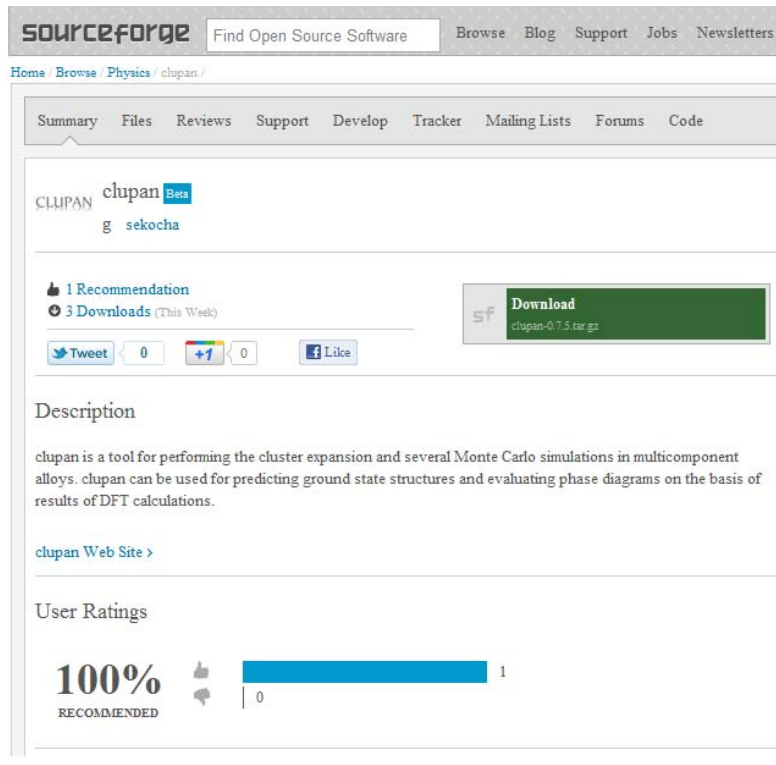 sourceforge Find Open Source Software Browse Blog Support Jobs Newsletters
Home / Browse / Physics / clupan /
Summary Files Reviews Support Develop Tracker Mailing Lists Forums Code
CLUPAN clupan Beta
g sekocha
1 Recommendation
3 Downloads (This Week)
sf Download
clupan-0.7.5.tar.gz
Tweet 0 +1 0 f Like
Description
clupan is a tool for performing the cluster expansion and several Monte Carlo simulations in multicomponent
alloys. clupan can be used for predicting ground state structures and evaluating phase diagrams on the basis of
results of DFT calculations.
clupan Web Site >
User Ratings
100% 1
RECOMMENDED 0